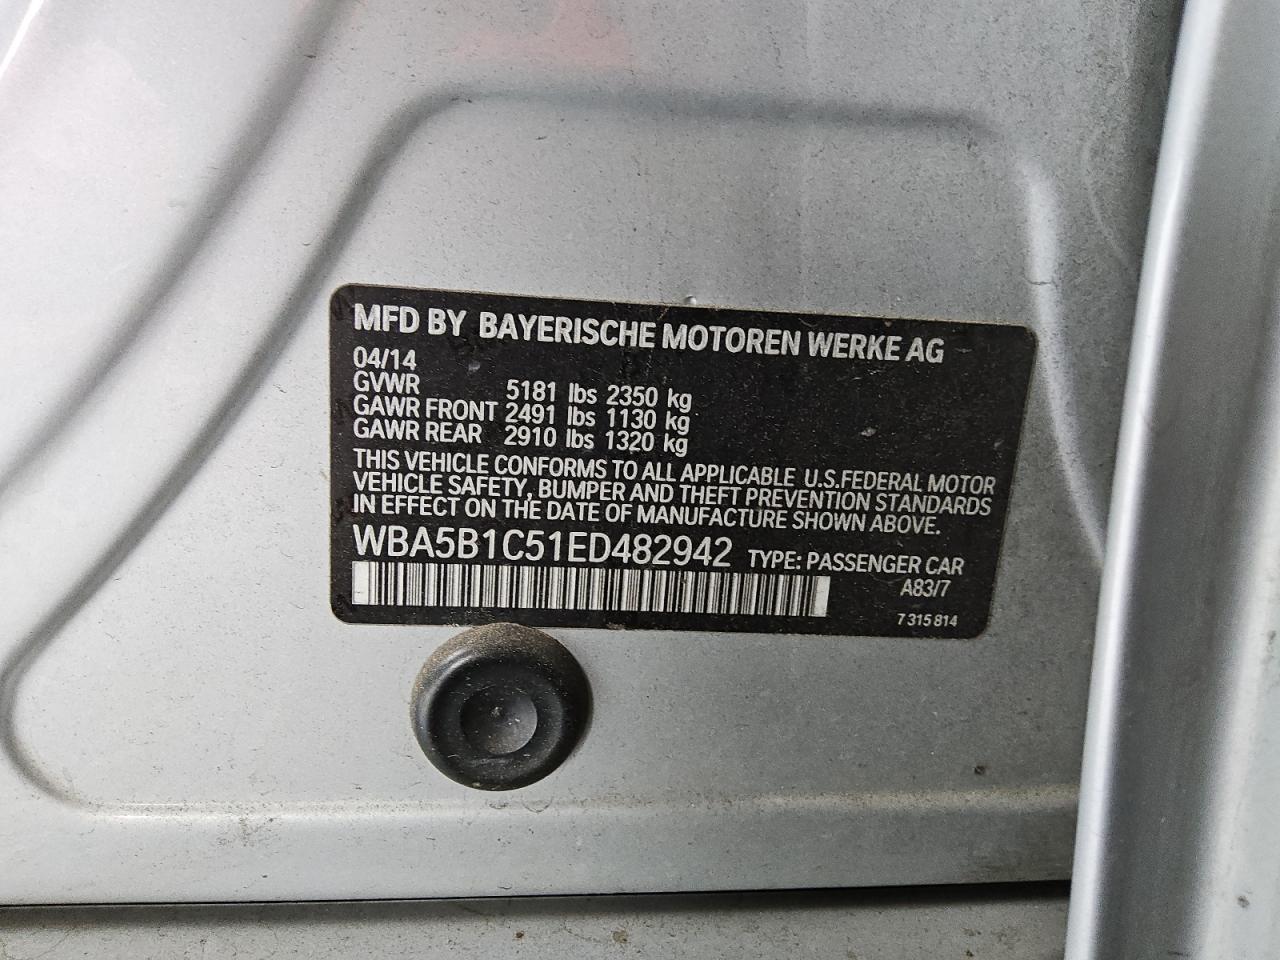 MFD BY BAYERISCHE MOTOREN WERKE AG
04/14
GVWR 5181 lbs 2350 kg
GAWR FRONT 2491 lbs 1130 kg
GAWR REAR 2910 lbs 1320 kg
THIS VEHICLE CONFORMS TO ALL APPLICABLE U.S.FEDERAL MOTOR
VEHICLE SAFETY, BUMPER AND THEFT PREVENTION STANDARDS
IN EFFECT ON THE DATE OF MANUFACTURE SHOWN ABOVE.
WBA5B1C51ED482942 TYPE: PASSENGER CAR
A83/7
7 315 814